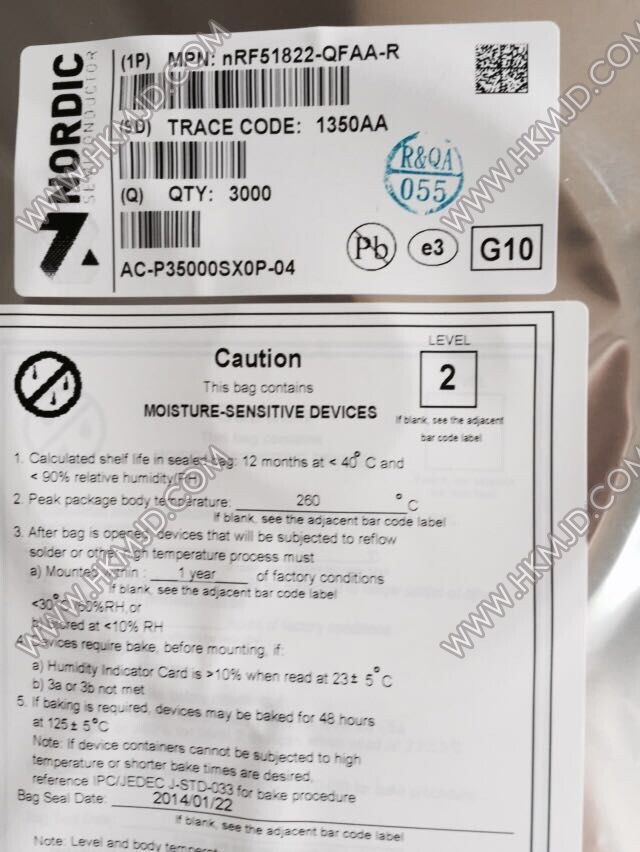 NORDIC
SEMICONDUCTOR
(1P) MPN: nRF51822-QFAA-R
TRACE CODE: 1350AA
R&QA
055
(Q) QTY: 3000
Pb
e3
G10
AC-P35000SX0P-04
LEVEL
2
Caution
This bag contains
MOISTURE-SENSITIVE DEVICES
If blank, see the adjacent
bar code label
1. Calculated shelf life in sealed bag: 12 months at < 40°C and
< 90% relative humidity(RH)
2. Peak package body temperature: 260 °C
If blank, see the adjacent bar code label
3. After bag is opened, devices that will be subjected to reflow
solder or other high temperature process must
a) Mounted within : 1 year of factory conditions
If blank, see the adjacent bar code label
<30°C/60%RH,or
b) Stored at <10% RH
4. Devices require bake, before mounting, if:
a) Humidity Indicator Card is >10% when read at 23± 5°C
b) 3a or 3b not met
5. If baking is required, devices may be baked for 48 hours
at 125± 5°C
Note: If device containers cannot be subjected to high
temperature or shorter bake times are desired,
reference IPC/JEDEC J-STD-033 for bake procedure
Bag Seal Date: 2014/01/22
If blank, see the adjacent bar code label
Note: Level and body
WWW.HKMJD.COM
WWW.HKMJD.COM
WWW.HKMJD.COM
WWW.HKMJD.COM